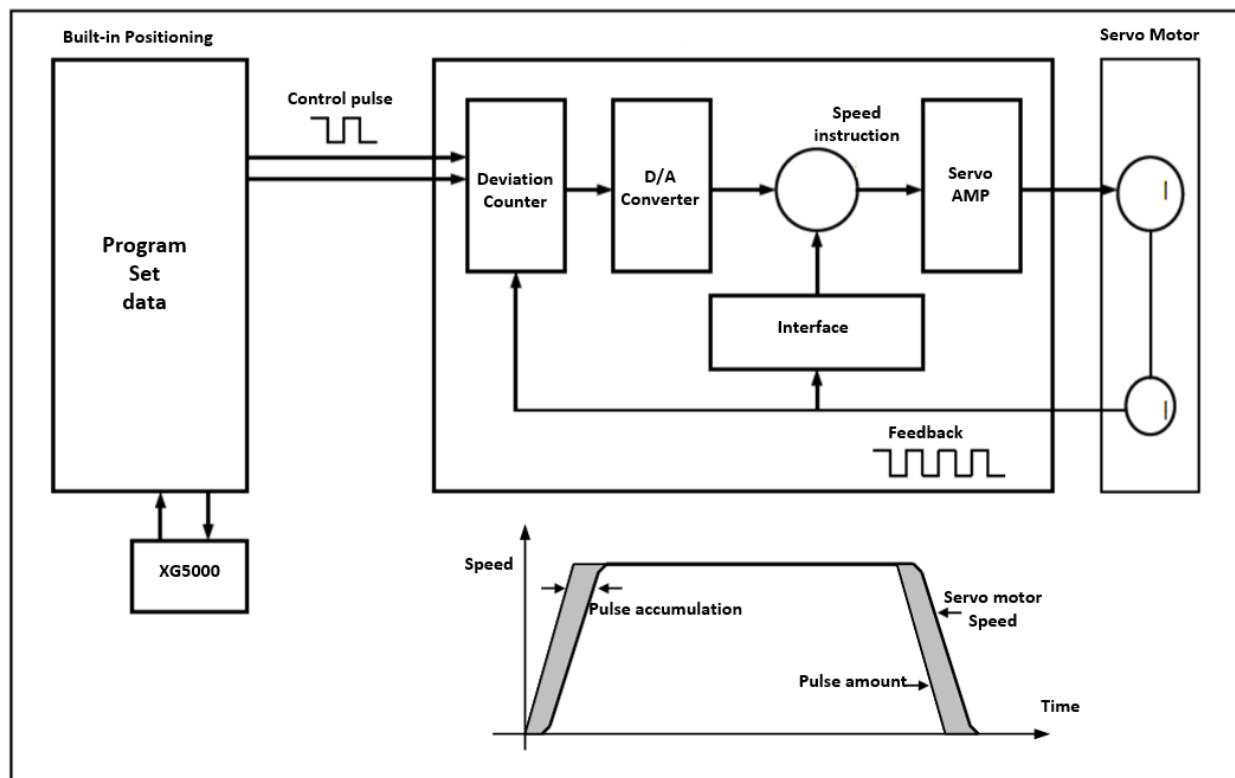 Built-in Positioning
Servo Motor
Control pulse
Speed
instruction
Deviation
Counter
D/A
Converter
Servo
AMP
Program
Set
data
Interface
Feedback
XG5000
Speed
Pulse accumulation
Servo motor
Speed
Pulse amount
Time